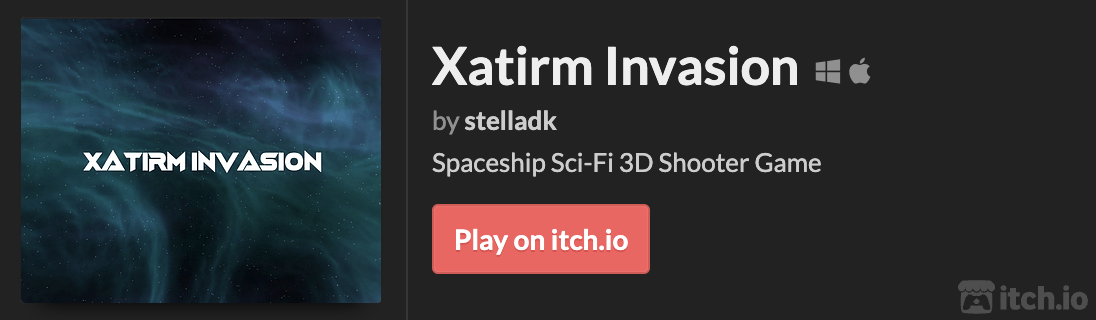 XATIRM INVASION
Xatirm Invasion
by stelladk
Spaceship Sci-Fi 3D Shooter Game
Play on itch.io
itch.io